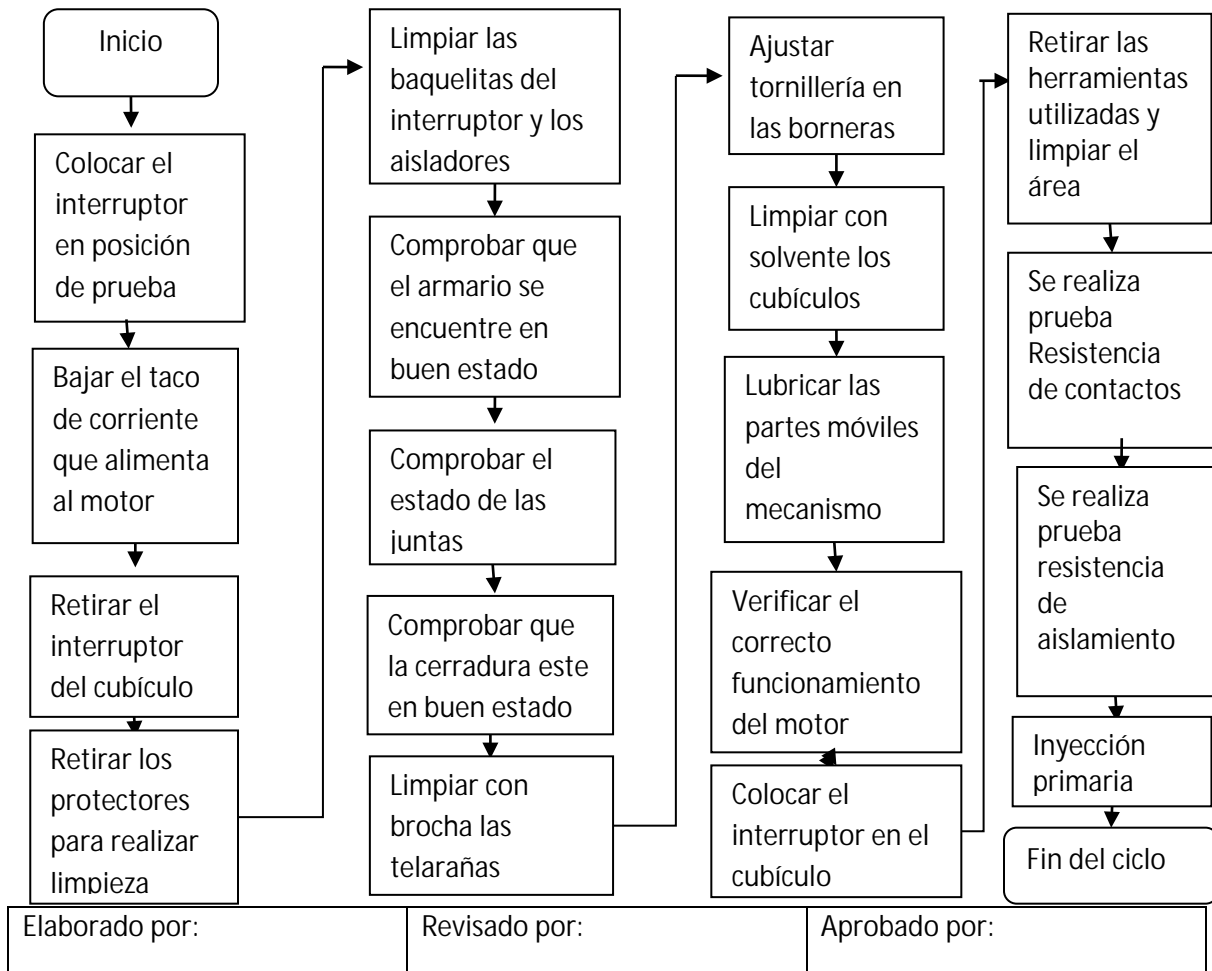 Inicio
Colocar el
interruptor
en posición
de prueba
Bajar el taco
de corriente
que alimenta
al motor
Retirar el
interruptor
del cubículo
Retirar los
protectores
para realizar
limpieza
Limpiar las
baquelitas del
interruptor y los
aisladores
Comprobar que
el armario se
encuentre en
buen estado
Comprobar el
estado de las
juntas
Comprobar que
la cerradura este
en buen estado
Limpiar con
brocha las
telarañas
Ajustar
tornillería en
las borneras
Limpiar con
solvente los
cubículos
Lubricar las
partes móviles
del
mecanismo
Verificar el
correcto
funcionamiento
del motor
Colocar el
interruptor en el
cubículo
Retirar las
herramientas
utilizadas y
limpiar el
área
Se realiza
prueba
Resistencia
de contactos
Se realiza
prueba
resistencia
de
aislamiento
Inyección
primaria
Fin del ciclo
Elaborado por:
Revisado por:
Aprobado por: